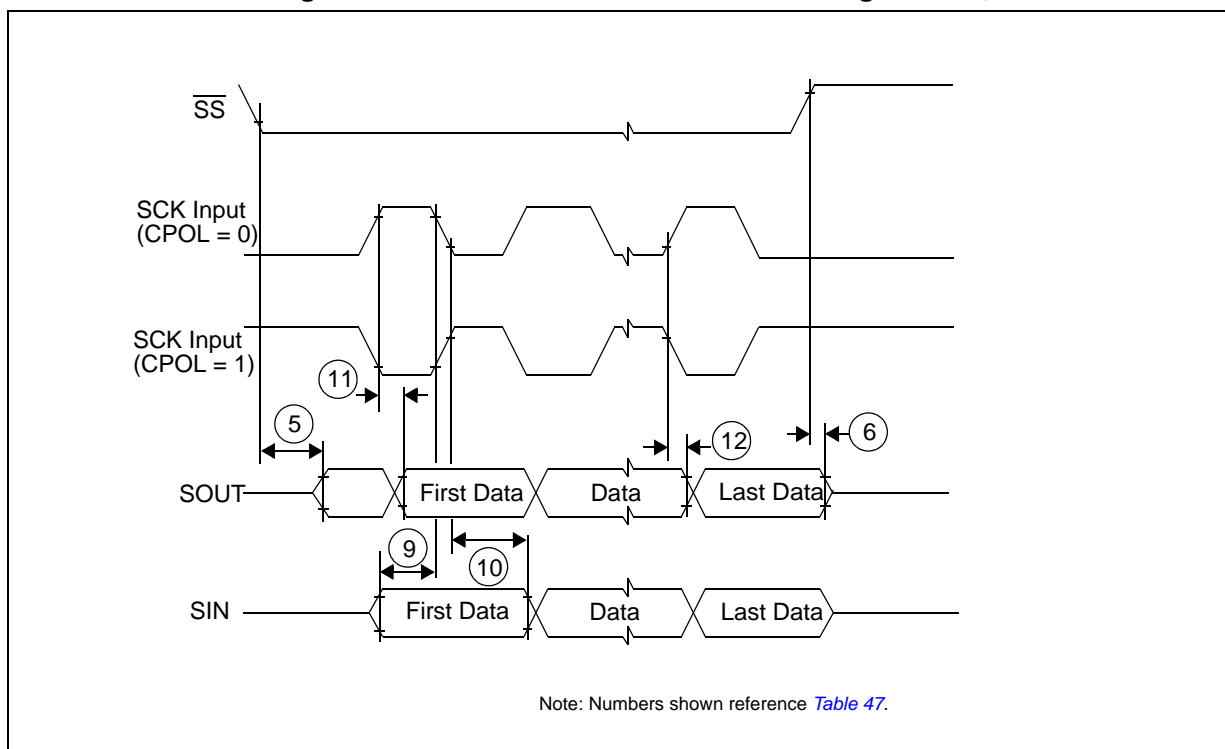 SS
SCK Input
(CPOL = 0)
SCK Input
(CPOL = 1)
11
5
12
6
SOUT
First Data
Data
Last Data
9
10
SIN
First Data
Data
Last Data
Note: Numbers shown reference Table 47.